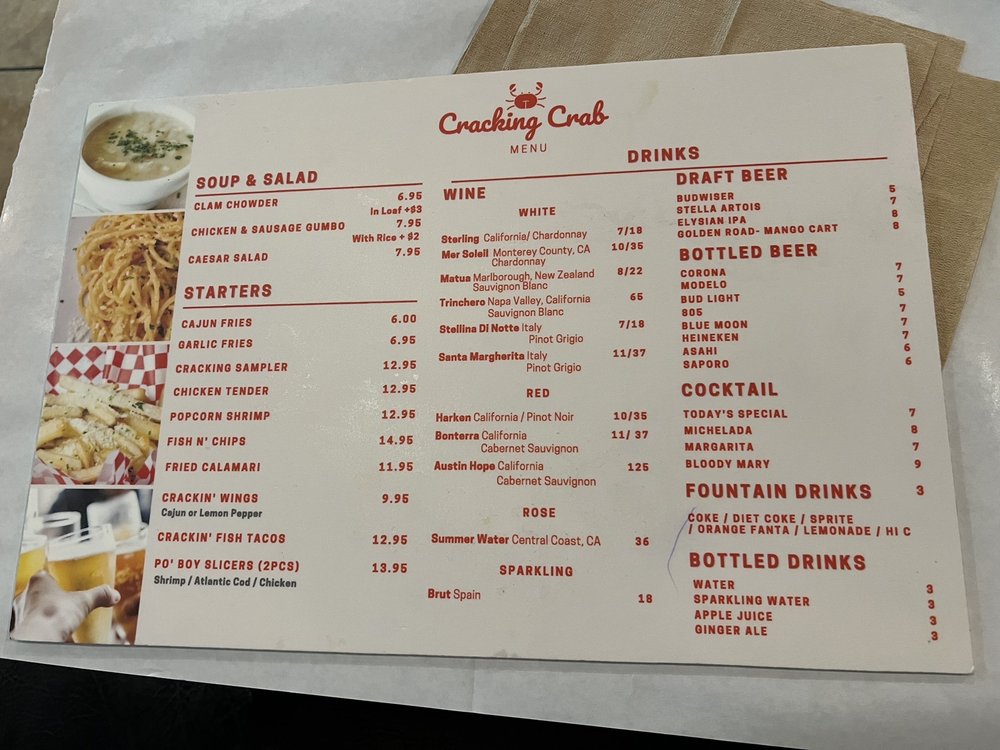 Cracking Crab
MENU
SOUP & SALAD
CLAM CHOWDER 6.95
In Loaf +$3
CHICKEN & SAUSAGE GUMBO 7.95
With Rice + $2
CAESAR SALAD 7.95
STARTERS
CAJUN FRIES 6.00
GARLIC FRIES 6.95
CRACKING SAMPLER 12.95
CHICKEN TENDER 12.95
POPCORN SHRIMP 12.95
FISH N' CHIPS 14.95
FRIED CALAMARI 11.95
CRACKIN' WINGS 9.95
Cajun or Lemon Pepper
CRACKIN' FISH TACOS 12.95
PO' BOY SLICERS (2PCS) 13.95
Shrimp / Atlantic Cod / Chicken
DRINKS
WINE
WHITE
Sterling California/ Chardonnay 7/18
Mer Soleil Monterey County, CA 10/35
Chardonnay
Matua Marlborough, New Zealand 8/22
Sauvignon Blanc
Trinchero Napa Valley, California 65
Sauvignon Blanc
Stellina Di Notte Italy 7/18
Pinot Grigio
Santa Margherita Italy 11/37
Pinot Grigio
RED
Harken California / Pinot Noir 10/35
Bonterra California 11/ 37
Cabernet Sauvignon
Austin Hope California 125
Cabernet Sauvignon
ROSE
Summer Water Central Coast, CA 36
SPARKLING
Brut Spain 18
DRAFT BEER
BUDWISER 5
STELLA ARTOIS 7
ELYSIAN IPA 8
GOLDEN ROAD- MANGO CART 8
BOTTLED BEER
CORONA 7
MODELO 7
BUD LIGHT 5
805 7
BLUE MOON 7
HEINEKEN 7
ASAHI 6
SAPORO 6
COCKTAIL
TODAY'S SPECIAL 7
MICHELADA 8
MARGARITA 7
BLOODY MARY 9
FOUNTAIN DRINKS 3
COKE / DIET COKE / SPRITE
/ ORANGE FANTA / LEMONADE / HI C
BOTTLED DRINKS
WATER 3
SPARKLING WATER 3
APPLE JUICE 3
GINGER ALE 3